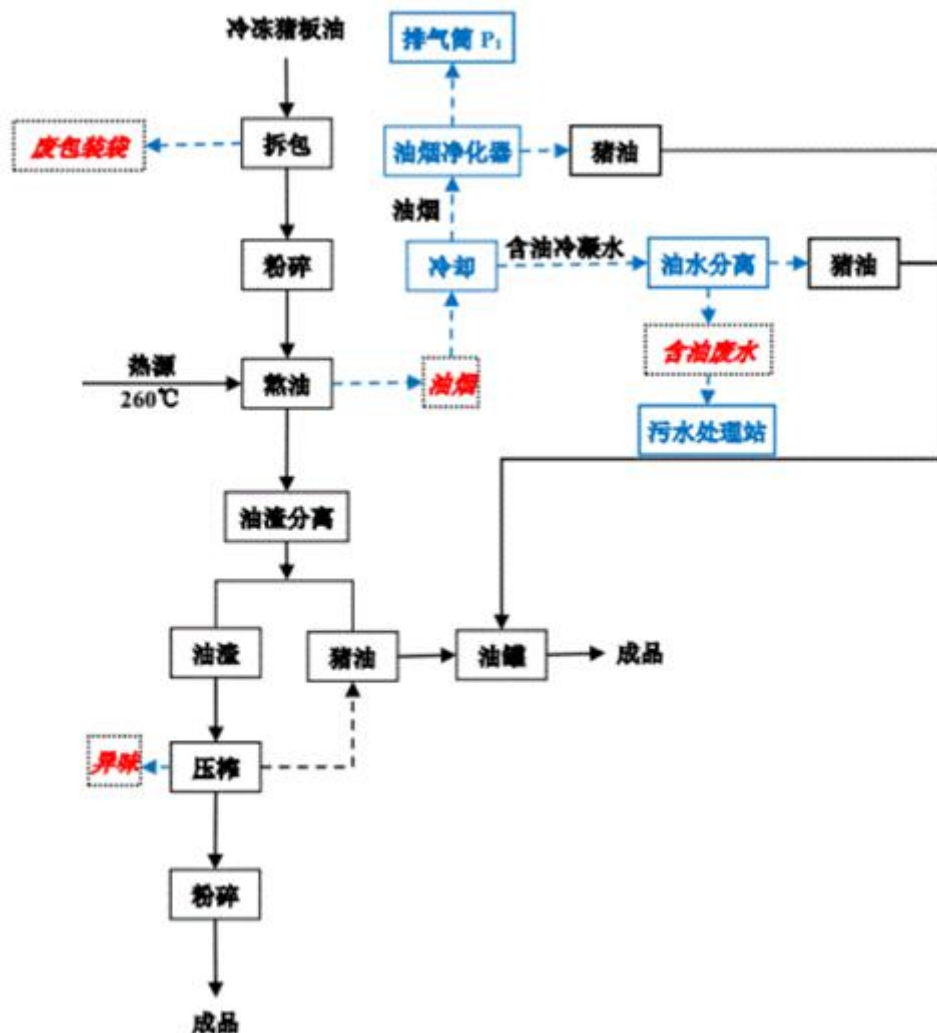 冷冻猪板油
排气筒 P₁
废包装袋
拆包
油烟净化器
猪油
油烟
粉碎
冷却
含油冷凝水
油水分离
猪油
热源
260℃
熬油
油烟
含油废水
污水处理站
油渣分离
油渣
猪油
油罐
成品
异味
压榨
粉碎
成品